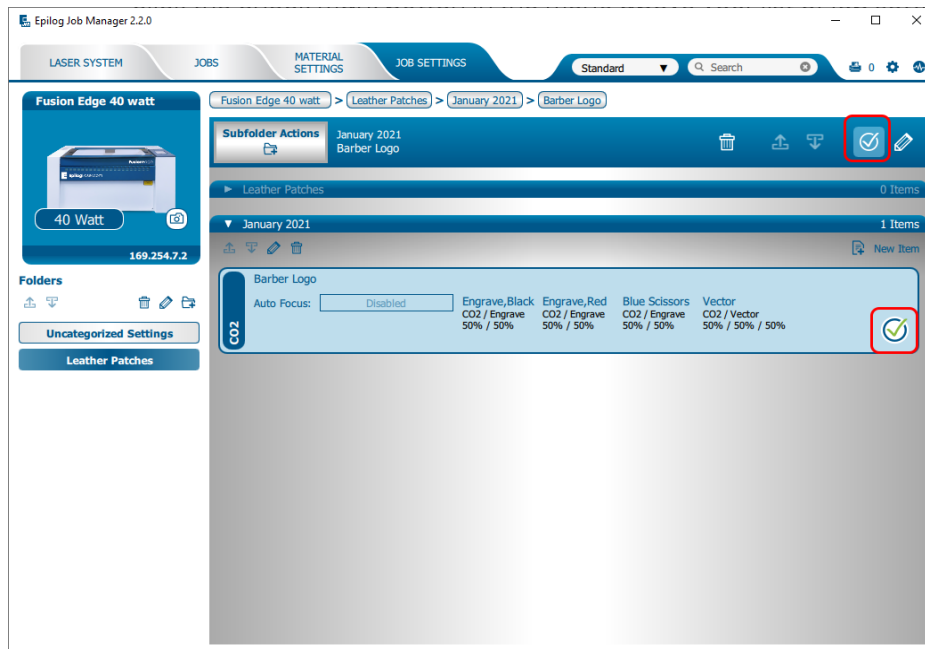 Epilog Job Manager 2.2.0
LASER SYSTEM
JOBS
MATERIAL
SETTINGS
JOB SETTINGS
Standard
Search
0
Fusion Edge 40 watt
Fusion Edge 40 watt > Leather Patches > January 2021 > Barber Logo
Subfolder Actions
January 2021
Barber Logo
40 Watt
169.254.7.2
Leather Patches
0 Items
January 2021
1 Items
New Item
Folders
Uncategorized Settings
Leather Patches
CO2
Barber Logo
Auto Focus:
Disabled
Engrave,Black
CO2 / Engrave
50% / 50%
Engrave,Red
CO2 / Engrave
50% / 50%
Blue Scissors
CO2 / Engrave
50% / 50%
Vector
CO2 / Vector
50% / 50% / 50%